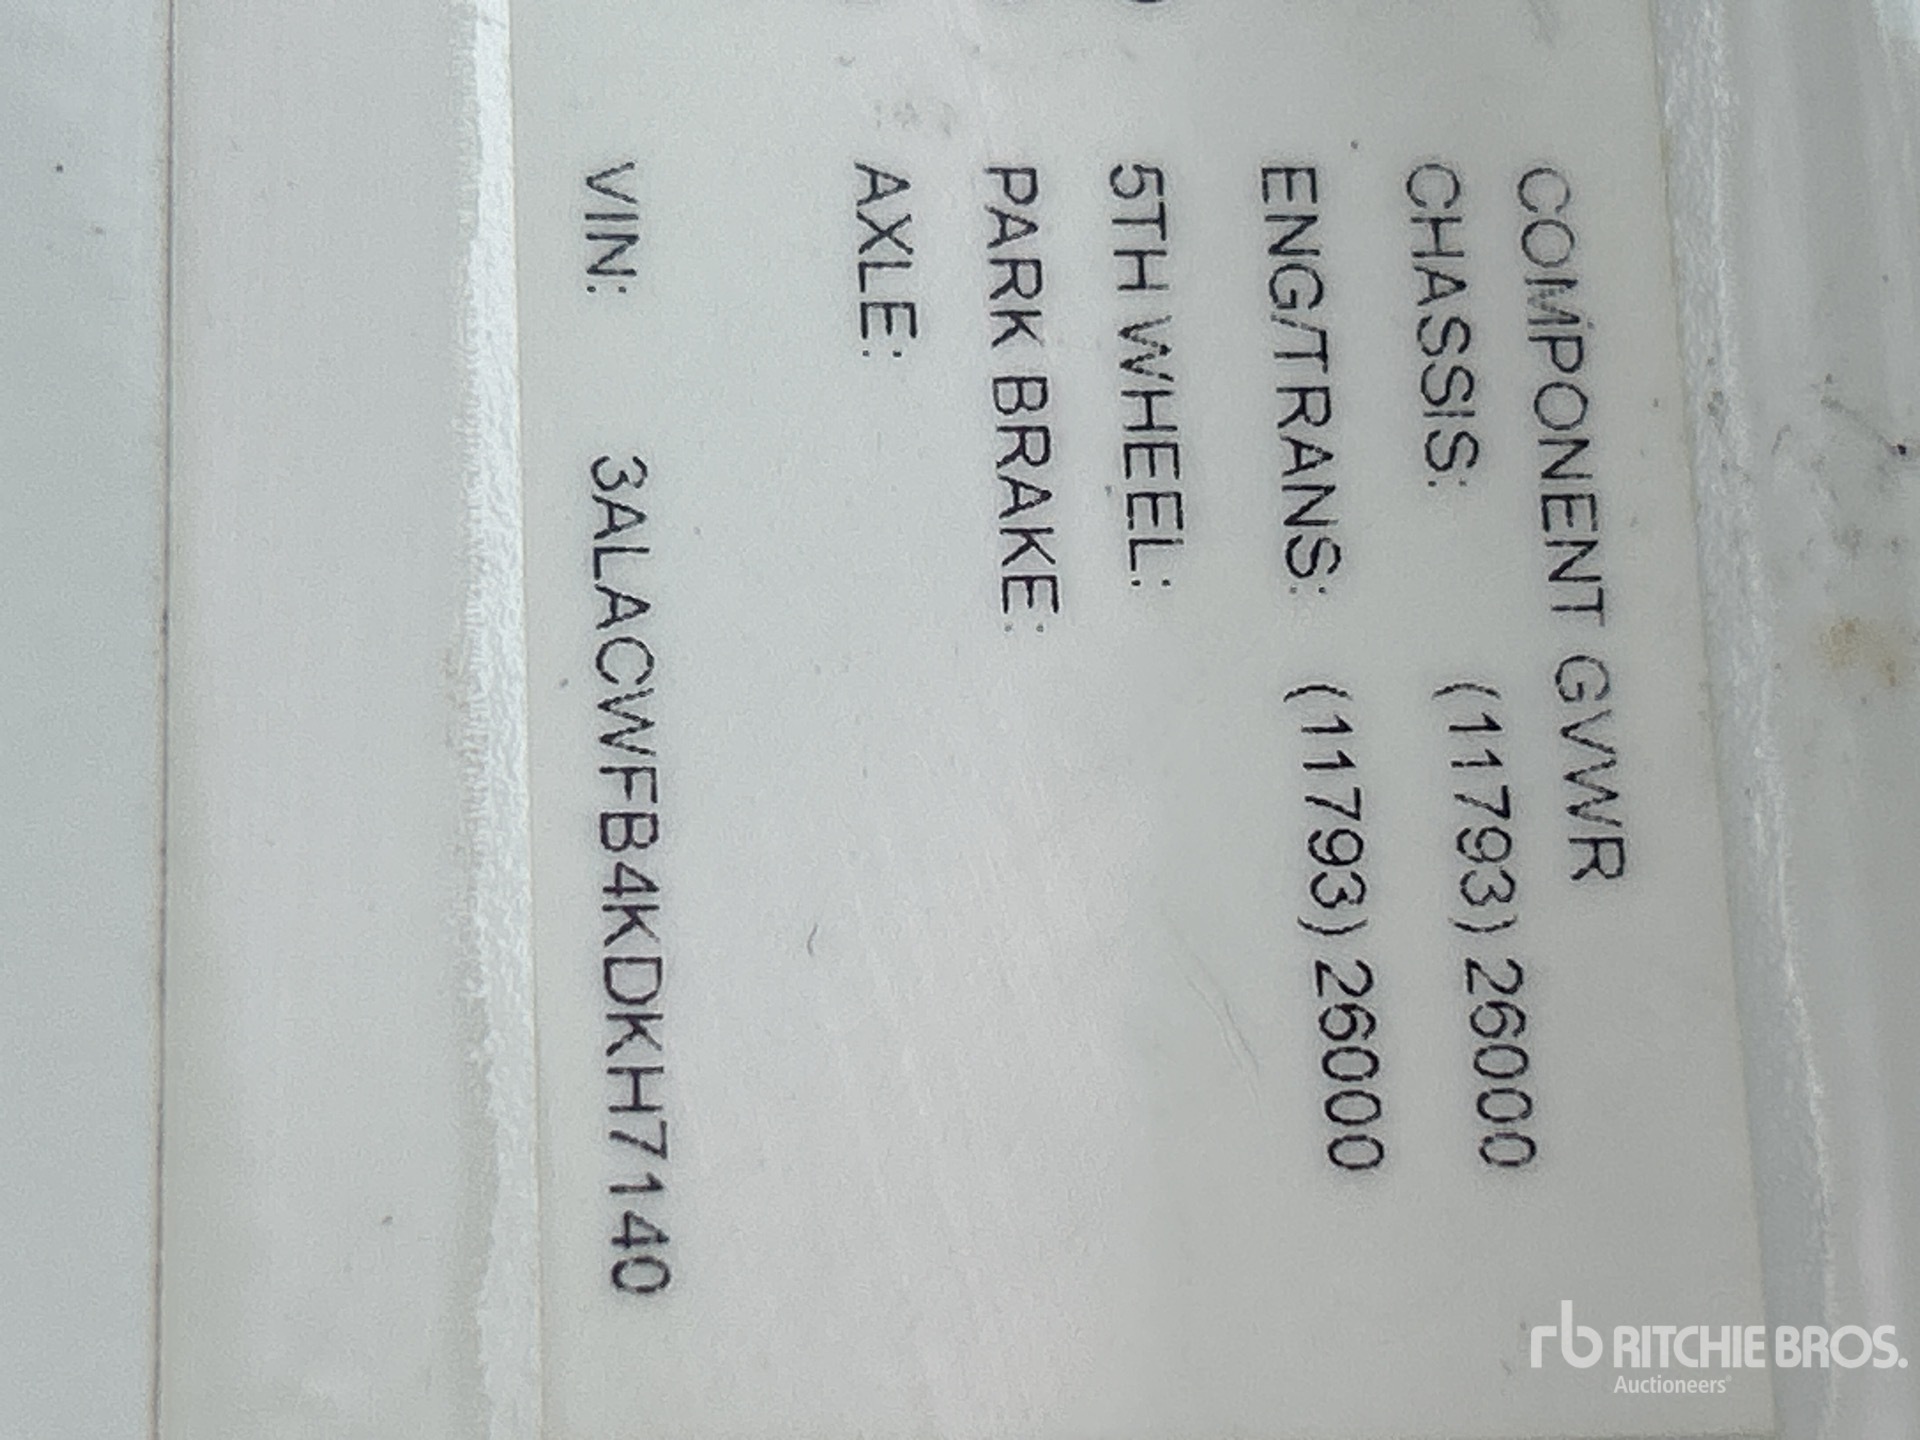 COMPONENT GVWR
CHASSIS: (11793) 26000
ENG/TRANS: (11793) 26000
5TH WHEEL:
PARK BRAKE:
AXLE:
VIN: 3ALACWFB4KDKH7140
rb RITCHIE BROS.
Auctioneers